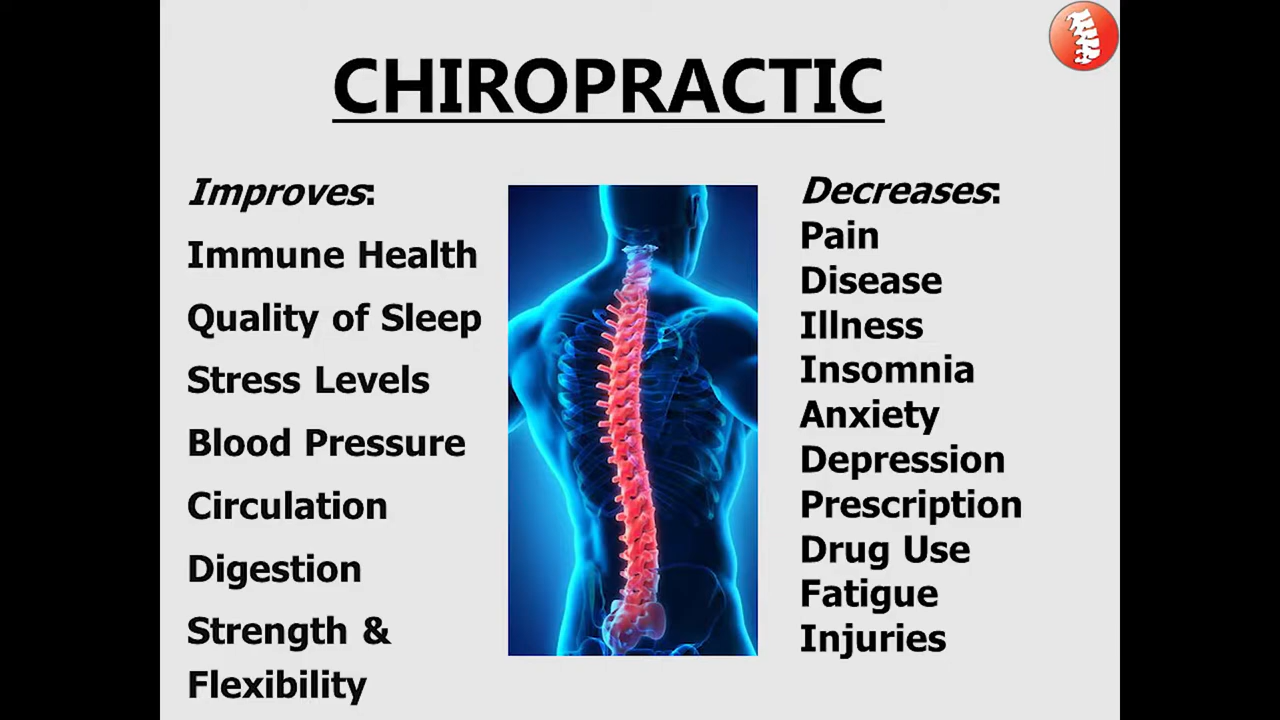 CHIROPRACTIC
Improves:
Immune Health
Quality of Sleep
Stress Levels
Blood Pressure
Circulation
Digestion
Strength &
Flexibility
Decreases:
Pain
Disease
Illness
Insomnia
Anxiety
Depression
Prescription
Drug Use
Fatigue
Injuries